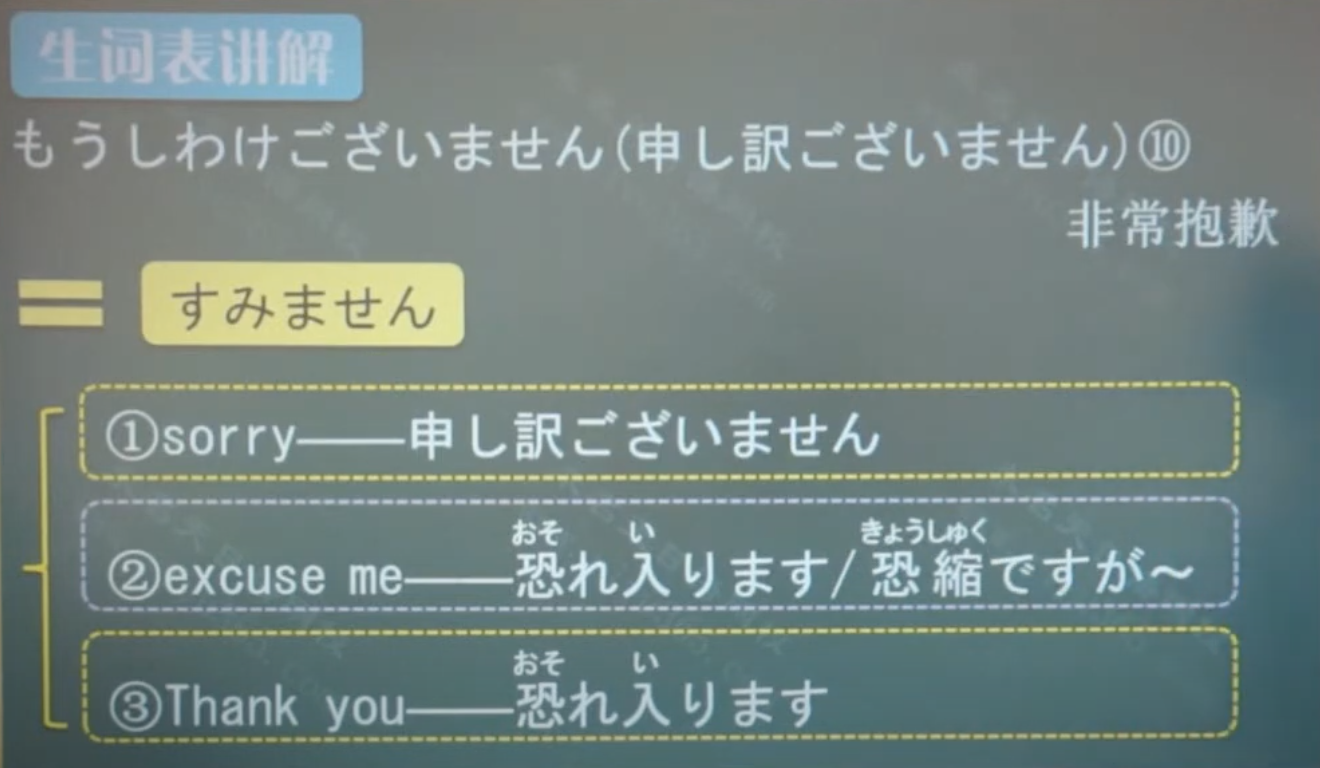 生词表讲解
もうしわけございません(申し訳ございません)⑩
非常抱歉
＝ すみません
①sorry——申し訳ございません
おそ い きょうしゅく
②excuse me——恐れ入ります/恐縮ですが～
おそ い
③Thank you——恐れ入ります